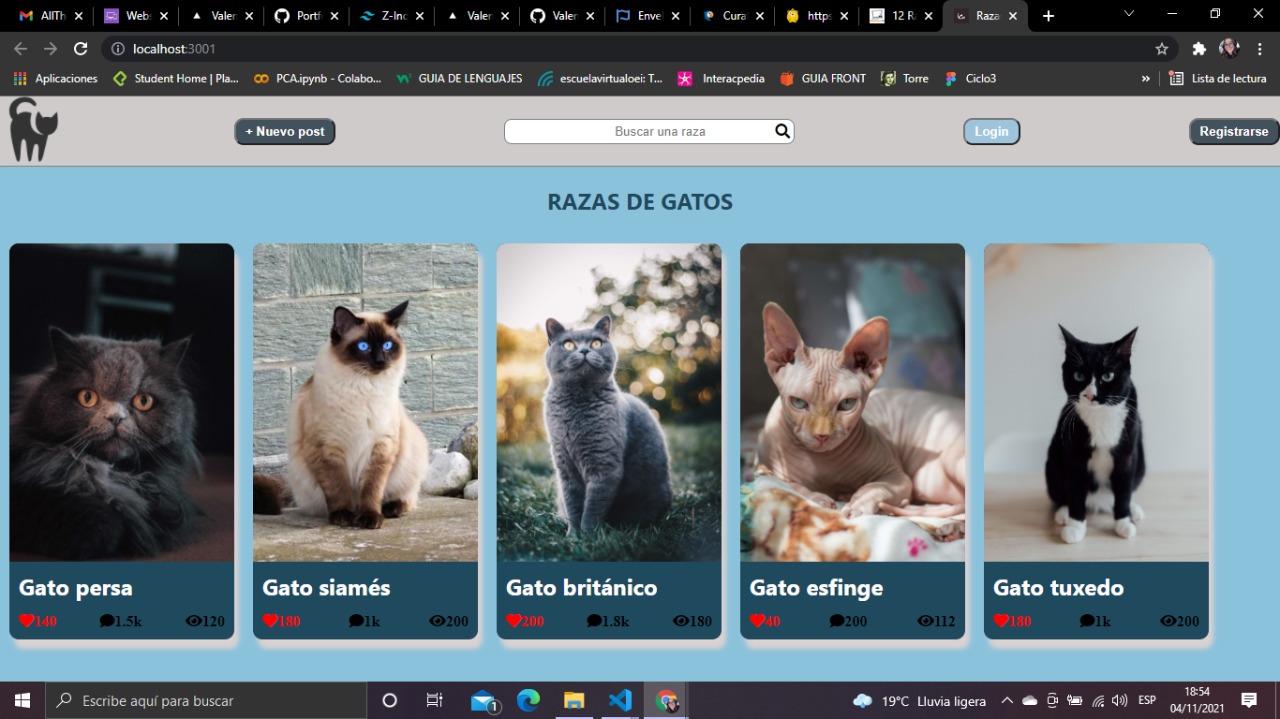 AllTh
Webs
Valer
Portf
Z-Inc
Valer
Valer
Enve
Cura
https
12 R
Raza
localhost:3001
Aplicaciones
Student Home | Pla...
PCA.ipynb - Colabo...
GUIA DE LENGUAJES
escuelavirtualoei: T...
Interacpedia
GUIA FRONT
Torre
Ciclo3
»
Lista de lectura
+ Nuevo post
Buscar una raza
Login
Registrarse
RAZAS DE GATOS
Gato persa
140 1.5k 120
Gato siamés
180 1k 200
Gato británico
200 1.8k 180
Gato esfinge
40 200 112
Gato tuxedo
180 1k 200
Escribe aquí para buscar
1
19°C Lluvia ligera
ESP
18:54
04/11/2021